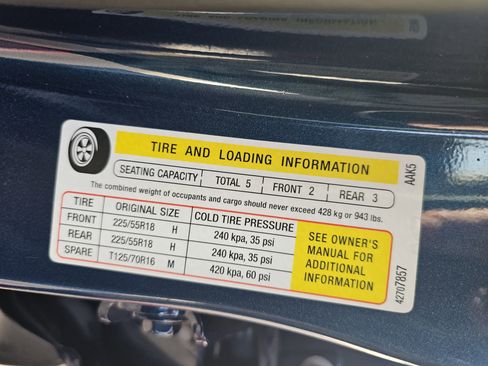 TIRE AND LOADING INFORMATION
SEATING CAPACITY TOTAL 5 FRONT 2 REAR 3
The combined weight of occupants and cargo should never exceed 428 kg or 943 lbs.
TIRE ORIGINAL SIZE COLD TIRE PRESSURE
FRONT 225/55R18 H 240 kpa, 35 psi
REAR 225/55R18 H 240 kpa, 35 psi
SPARE T125/70R16 M 420 kpa, 60 psi
SEE OWNER'S
MANUAL FOR
ADDITIONAL
INFORMATION
AAK5
42707857